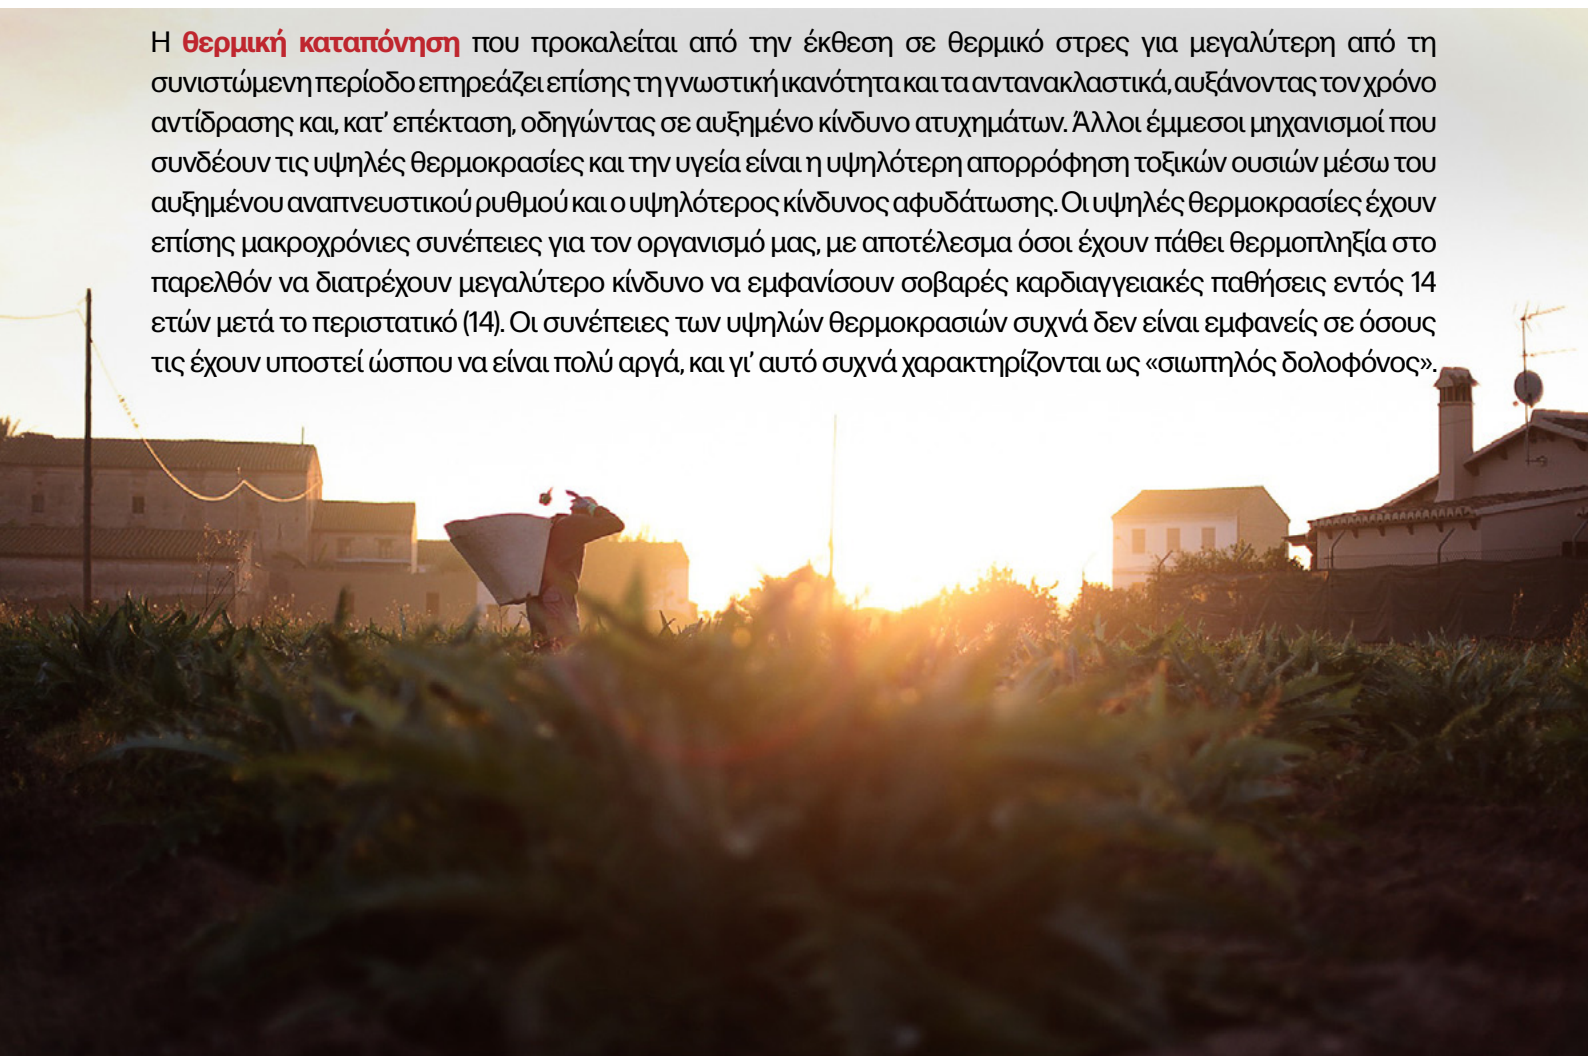 Η θερμική καταπόνηση που προκαλείται από την έκθεση σε θερμικό στρες για μεγαλύτερη από τη
συνιστώμενη περίοδο επηρεάζει επίσης τη γνωστική ικανότητα και τα αντανακλαστικά, αυξάνοντας τον χρόνο
αντίδρασης και, κατ’ επέκταση, οδηγώντας σε αυξημένο κίνδυνο ατυχημάτων. Άλλοι έμμεσοι μηχανισμοί που
συνδέουν τις υψηλές θερμοκρασίες και την υγεία είναι η υψηλότερη απορρόφηση τοξικών ουσιών μέσω του
αυξημένου αναπνευστικού ρυθμού και ο υψηλότερος κίνδυνος αφυδάτωσης. Οι υψηλές θερμοκρασίες έχουν
επίσης μακροχρόνιες συνέπειες για τον οργανισμό μας, με αποτέλεσμα όσοι έχουν πάθει θερμοπληξία στο
παρελθόν να διατρέχουν μεγαλύτερο κίνδυνο να εμφανίσουν σοβαρές καρδιαγγειακές παθήσεις εντός 14
ετών μετά το περιστατικό (14). Οι συνέπειες των υψηλών θερμοκρασιών συχνά δεν είναι εμφανείς σε όσους
τις έχουν υποστεί ώσπου να είναι πολύ αργά, και γι’ αυτό συχνά χαρακτηρίζονται ως «σιωπηλός δολοφόνος».